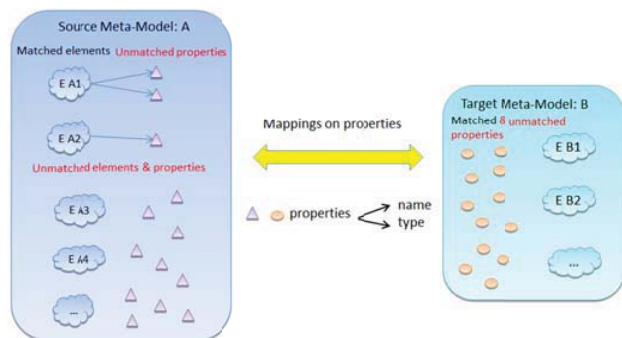 Source Meta-Model: A
Matched elements Unmatched properties
E A1
E A2
Unmatched elements & properties
E A3
E A4
...
Mappings on properties
properties
name
type
Target Meta-Model: B
Matched & unmatched
properties
E B1
E B2
...